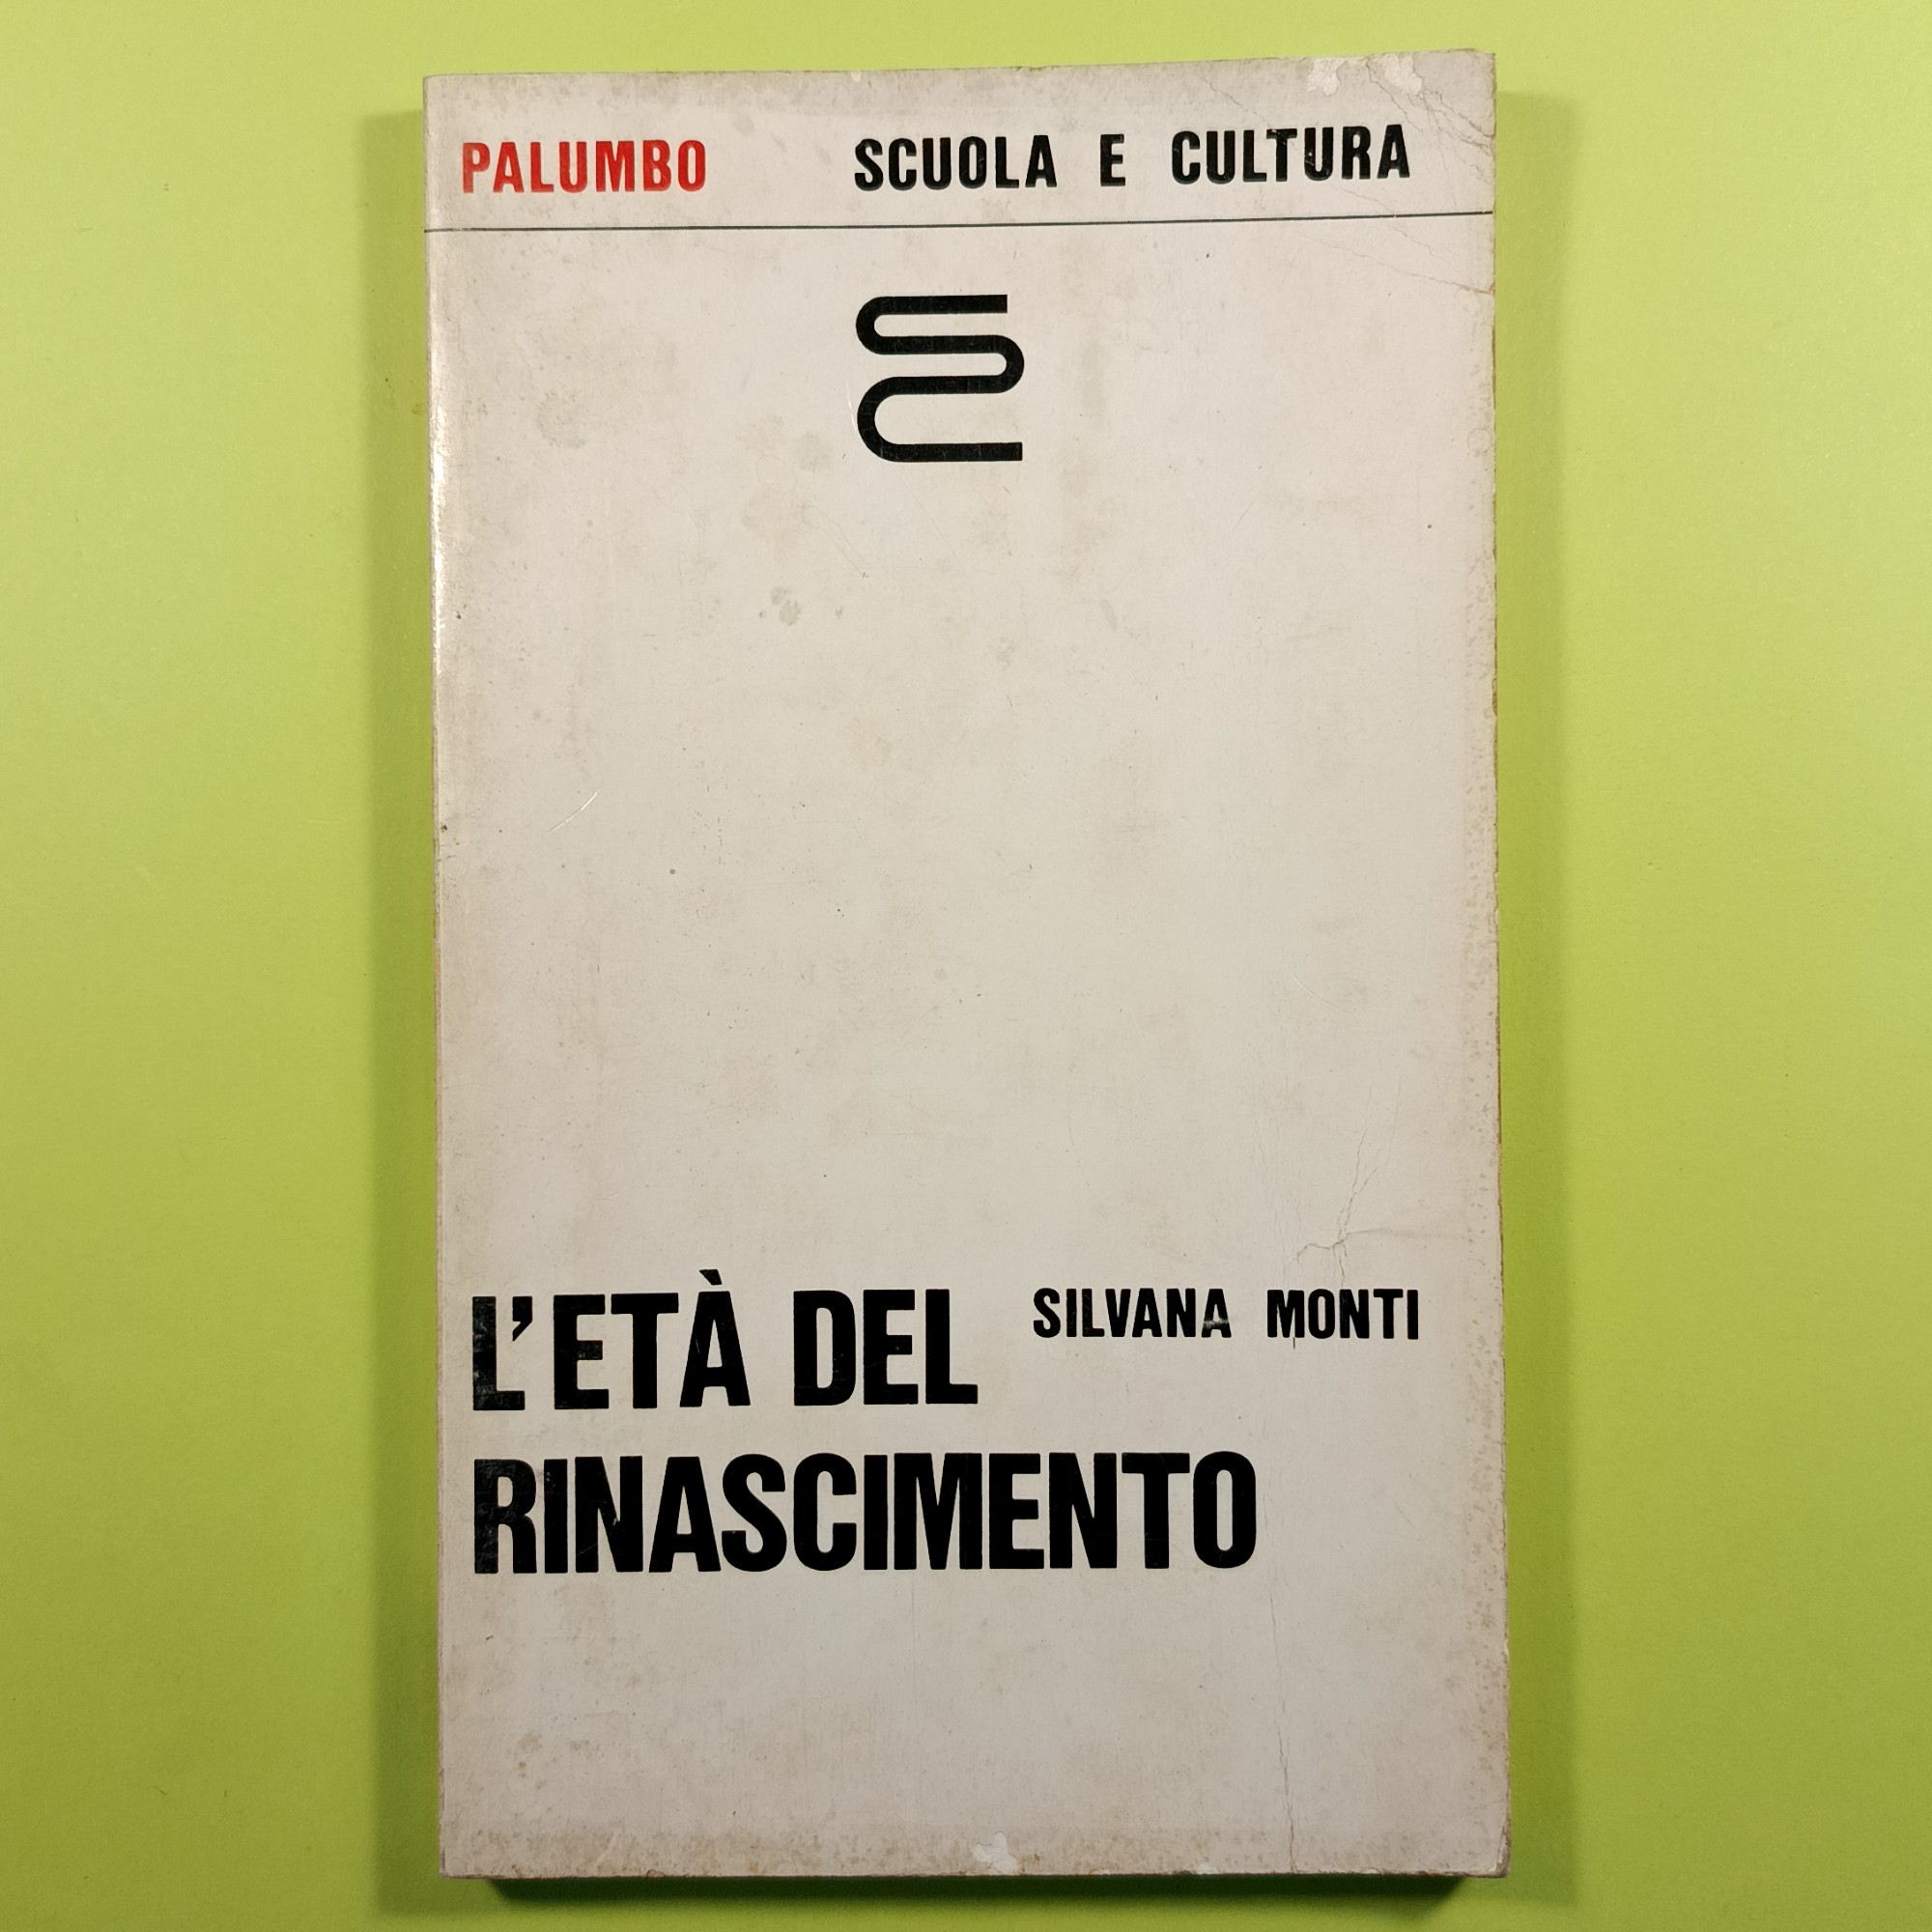 PALUMBO SCUOLA E CULTURA
L'ETÀ DEL SILVANA MONTI
RINASCIMENTO